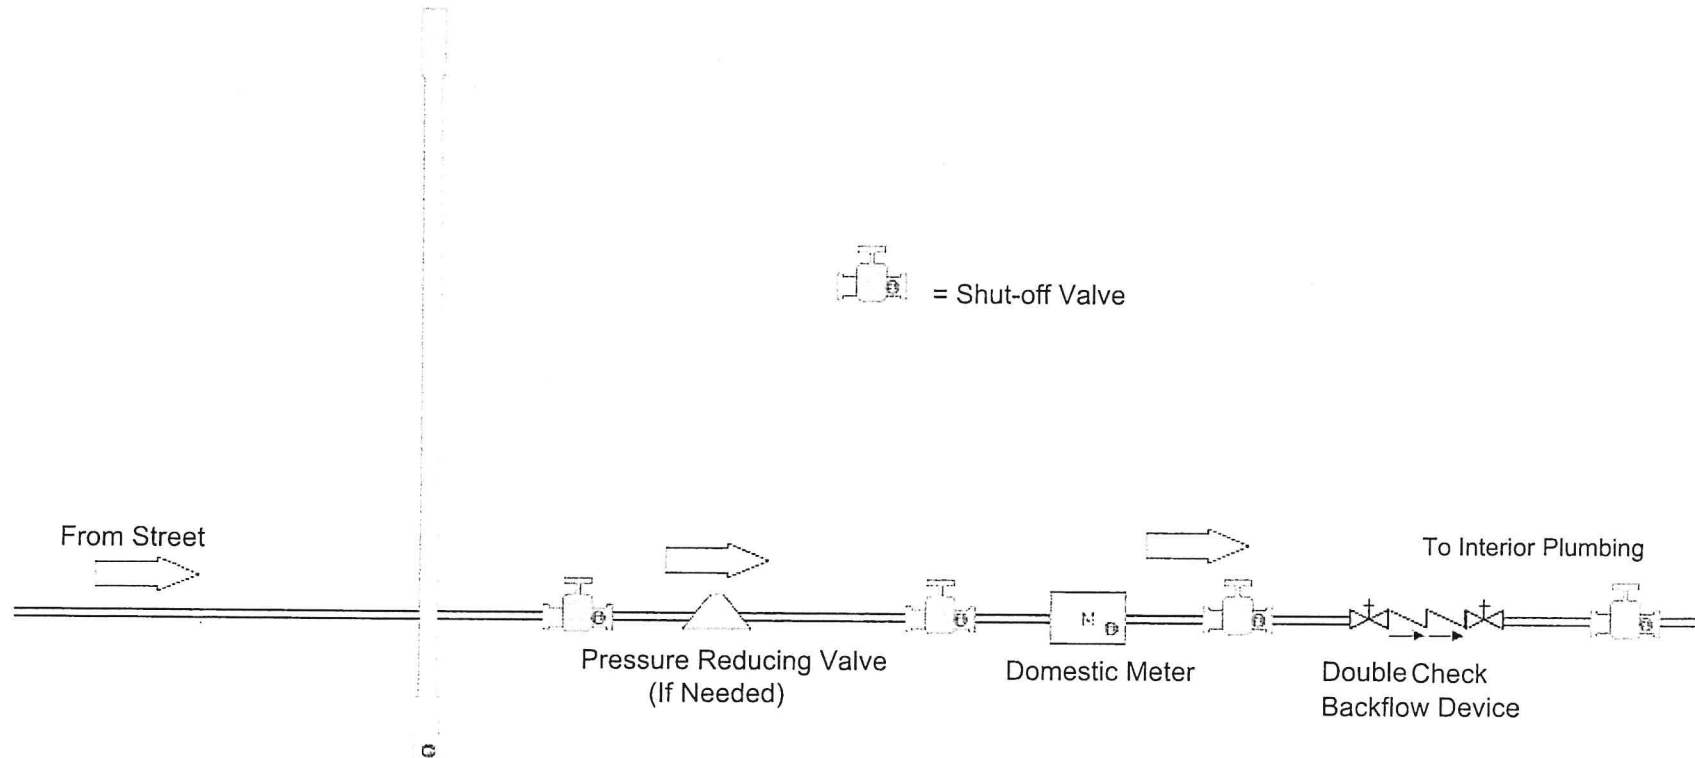 = Shut-off Valve
From Street
To Interior Plumbing
M
Pressure Reducing Valve
(If Needed)
Domestic Meter
Double Check
Backflow Device